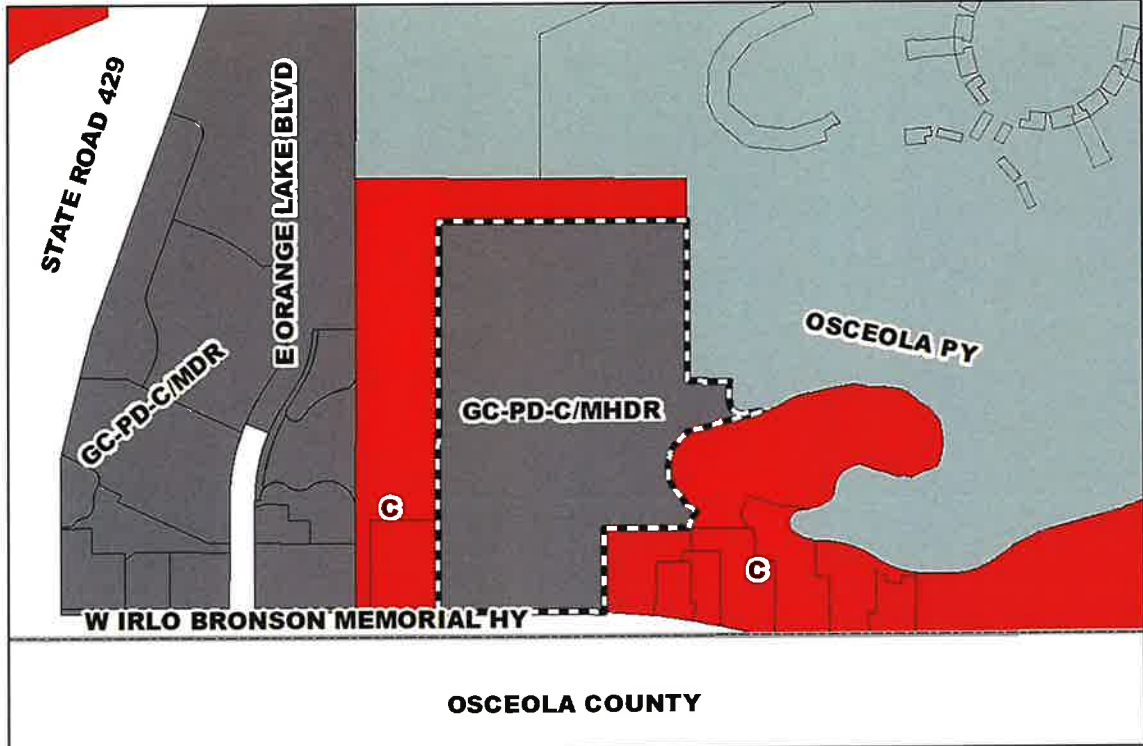 STATE ROAD 429
E ORANGE LAKE BLVD
OSCEOLA PY
GC-PD-C/MDR
GC-PD-C/MHDR
C
C
W IRLO BRONSON MEMORIAL HY
OSCEOLA COUNTY